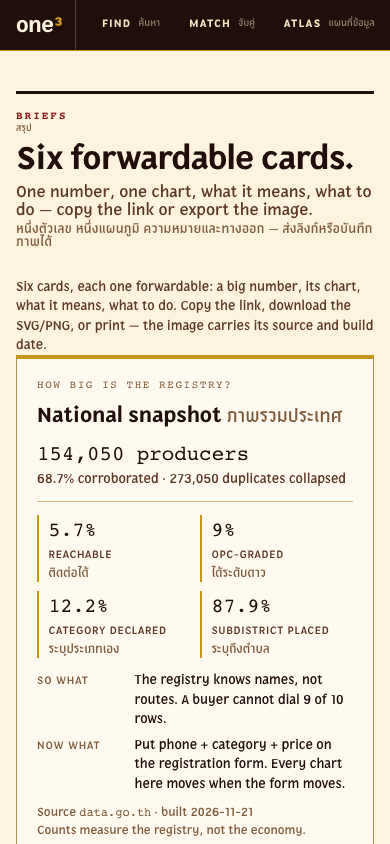 one³
FIND ค้นหา MATCH จับคู่ ATLAS แผนที่ข้อมูล
BRIEFS
สรุป
Six forwardable cards.
One number, one chart, what it means, what to
do — copy the link or export the image.
หนึ่งตัวเลข หนึ่งแผนภูมิ ความหมายและทางออก — ส่งลิงก์หรือบันทึก
ภาพได้
Six cards, each one forwardable: a big number, its chart,
what it means, what to do. Copy the link, download the
SVG/PNG, or print — the image carries its source and build
date.
HOW BIG IS THE REGISTRY?
National snapshot ภาพรวมประเทศ
154,050 producers
68.7% corroborated · 273,050 duplicates collapsed
5.7%
REACHABLE
ติดต่อได้
9%
OPC-GRADED
ได้ระดับดาว
12.2%
CATEGORY DECLARED
ระบุประเภทเอง
87.9%
SUBDISTRICT PLACED
ระบุถึงตำบล
SO WHAT
The registry knows names, not
routes. A buyer cannot dial 9 of 10
rows.
NOW WHAT
Put phone + category + price on
the registration form. Every chart
here moves when the form moves.
Source data.go.th · built 2026-11-21
Counts measure the registry, not the economy.